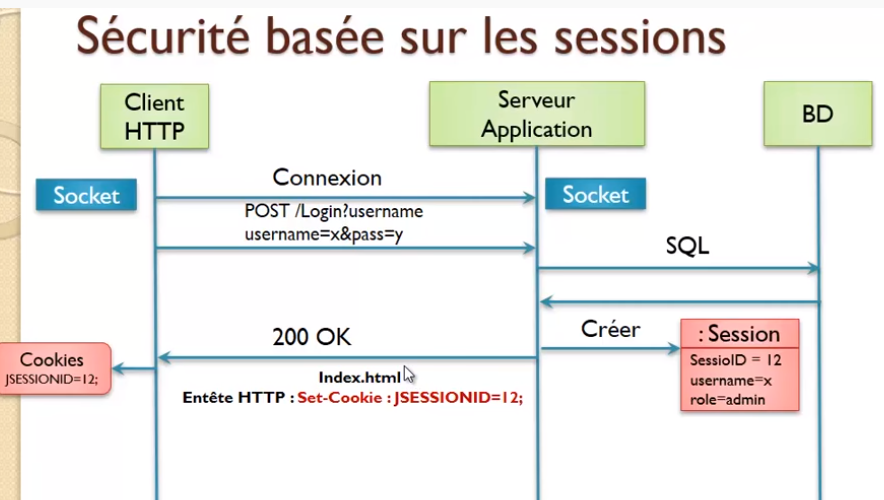 Sécurité basée sur les sessions
Client
HTTP
Serveur
Application
BD
Socket
Connexion
Socket
POST /Login?username
username=x&pass=y
SQL
200 OK
Créer
: Session
SessioID = 12
username=x
role=admin
Cookies
JSESSIONID=12;
Index.html
Entête HTTP : Set-Cookie : JSESSIONID=12;